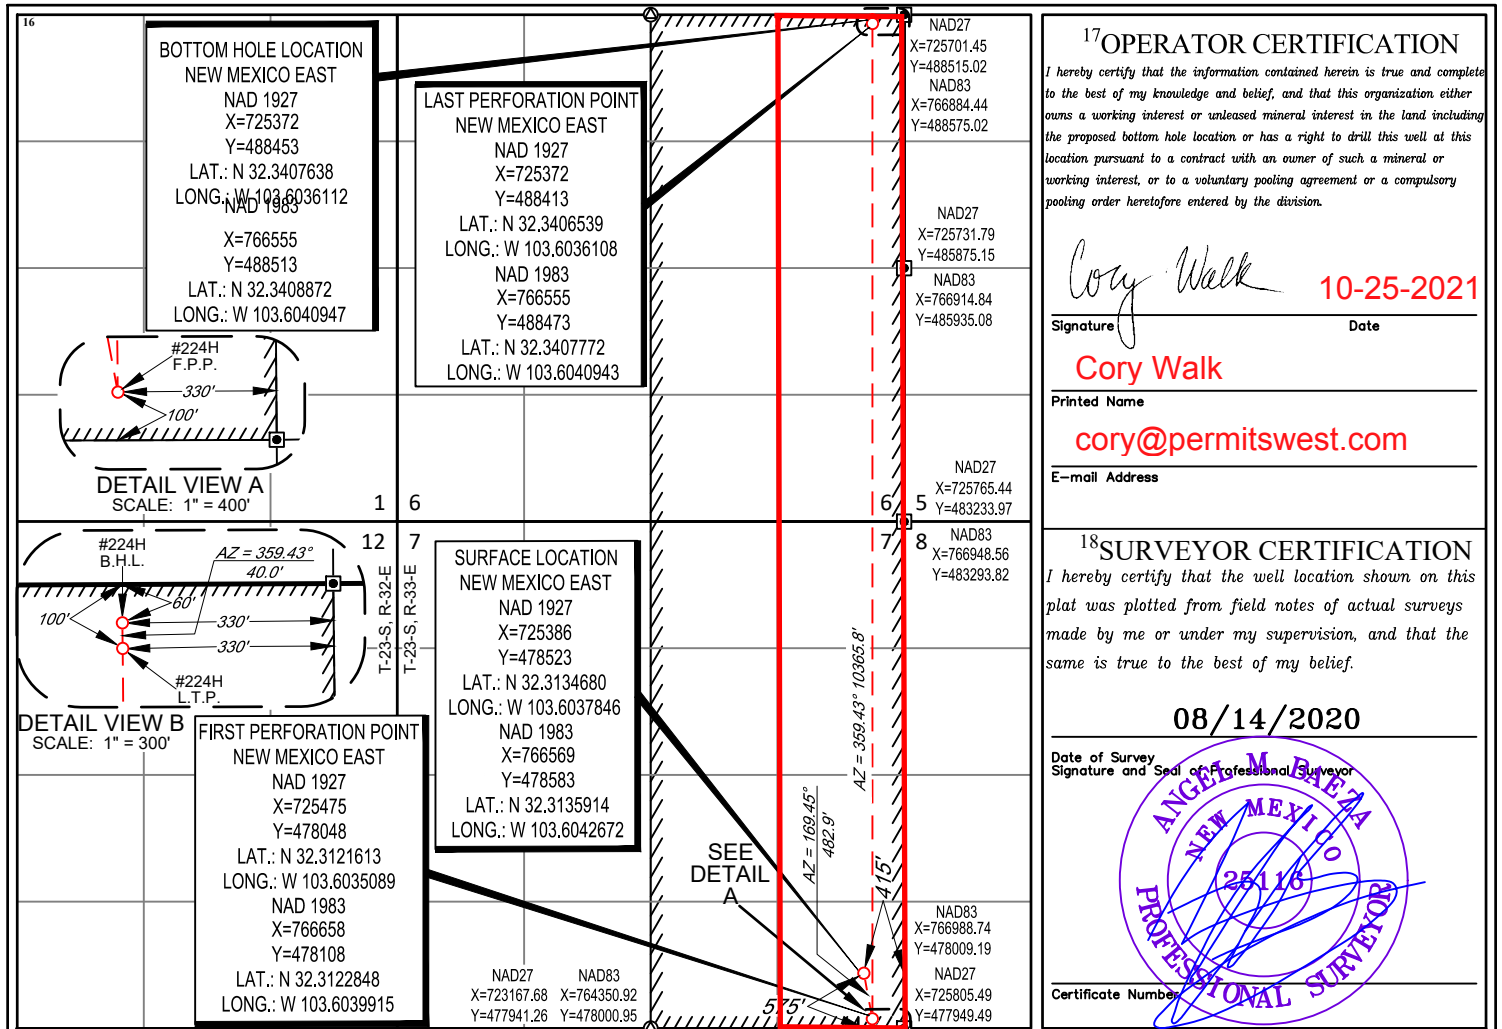 16
BOTTOM HOLE LOCATION
NEW MEXICO EAST
NAD 1927
X=725372
Y=488453
LAT.: N 32.3407638
LONG.: W 103.6036112
NAD 1983
X=766555
Y=488513
LAT.: N 32.3408872
LONG.: W 103.6040947
LAST PERFORATION POINT
NEW MEXICO EAST
NAD 1927
X=725372
Y=488413
LAT.: N 32.3406539
LONG.: W 103.6036108
NAD 1983
X=766555
Y=488473
LAT.: N 32.3407772
LONG.: W 103.6040943
NAD27
X=725701.45
Y=488515.02
NAD83
X=766884.44
Y=488575.02
NAD27
X=725731.79
Y=485875.15
NAD83
X=766914.84
Y=485935.08
#224H
F.P.P.
330'
100'
DETAIL VIEW A
SCALE: 1" = 400'
1 6
6 5
NAD27
X=725765.44
Y=483233.97
12 7
7 8
NAD83
X=766948.56
Y=483293.82
#224H
B.H.L.
AZ = 359.43°
40.0'
60'
100'
330'
330'
#224H
L.T.P.
DETAIL VIEW B
SCALE: 1" = 300'
T-23-S, R-32-E
T-23-S, R-33-E
SURFACE LOCATION
NEW MEXICO EAST
NAD 1927
X=725386
Y=478523
LAT.: N 32.3134680
LONG.: W 103.6037846
NAD 1983
X=766569
Y=478583
LAT.: N 32.3135914
LONG.: W 103.6042672
FIRST PERFORATION POINT
NEW MEXICO EAST
NAD 1927
X=725475
Y=478048
LAT.: N 32.3121613
LONG.: W 103.6035089
NAD 1983
X=766658
Y=478108
LAT.: N 32.3122848
LONG.: W 103.6039915
AZ = 359.43° 10365.8'
AZ = 169.45°
482.9'
415'
SEE
DETAIL
A
575'
NAD27
X=723167.68
Y=477941.26
NAD83
X=764350.92
Y=478000.95
NAD83
X=766988.74
Y=478009.19
NAD27
X=725805.49
Y=477949.49
17 OPERATOR CERTIFICATION
I hereby certify that the information contained herein is true and complete
to the best of my knowledge and belief, and that this organization either
owns a working interest or unleased mineral interest in the land including
the proposed bottom hole location or has a right to drill this well at this
location pursuant to a contract with an owner of such a mineral or
working interest, or to a voluntary pooling agreement or a compulsory
pooling order heretofore entered by the division.
Cory Walk
10-25-2021
Signature Date
Cory Walk
Printed Name
cory@permitswest.com
E-mail Address
18 SURVEYOR CERTIFICATION
I hereby certify that the well location shown on this
plat was plotted from field notes of actual surveys
made by me or under my supervision, and that the
same is true to the best of my belief.
08/14/2020
Date of Survey
Signature and Seal of Professional Surveyor
ANGEL M BAEZA
NEW MEXICO
25116
PROFESSIONAL SURVEYOR
Certificate Number